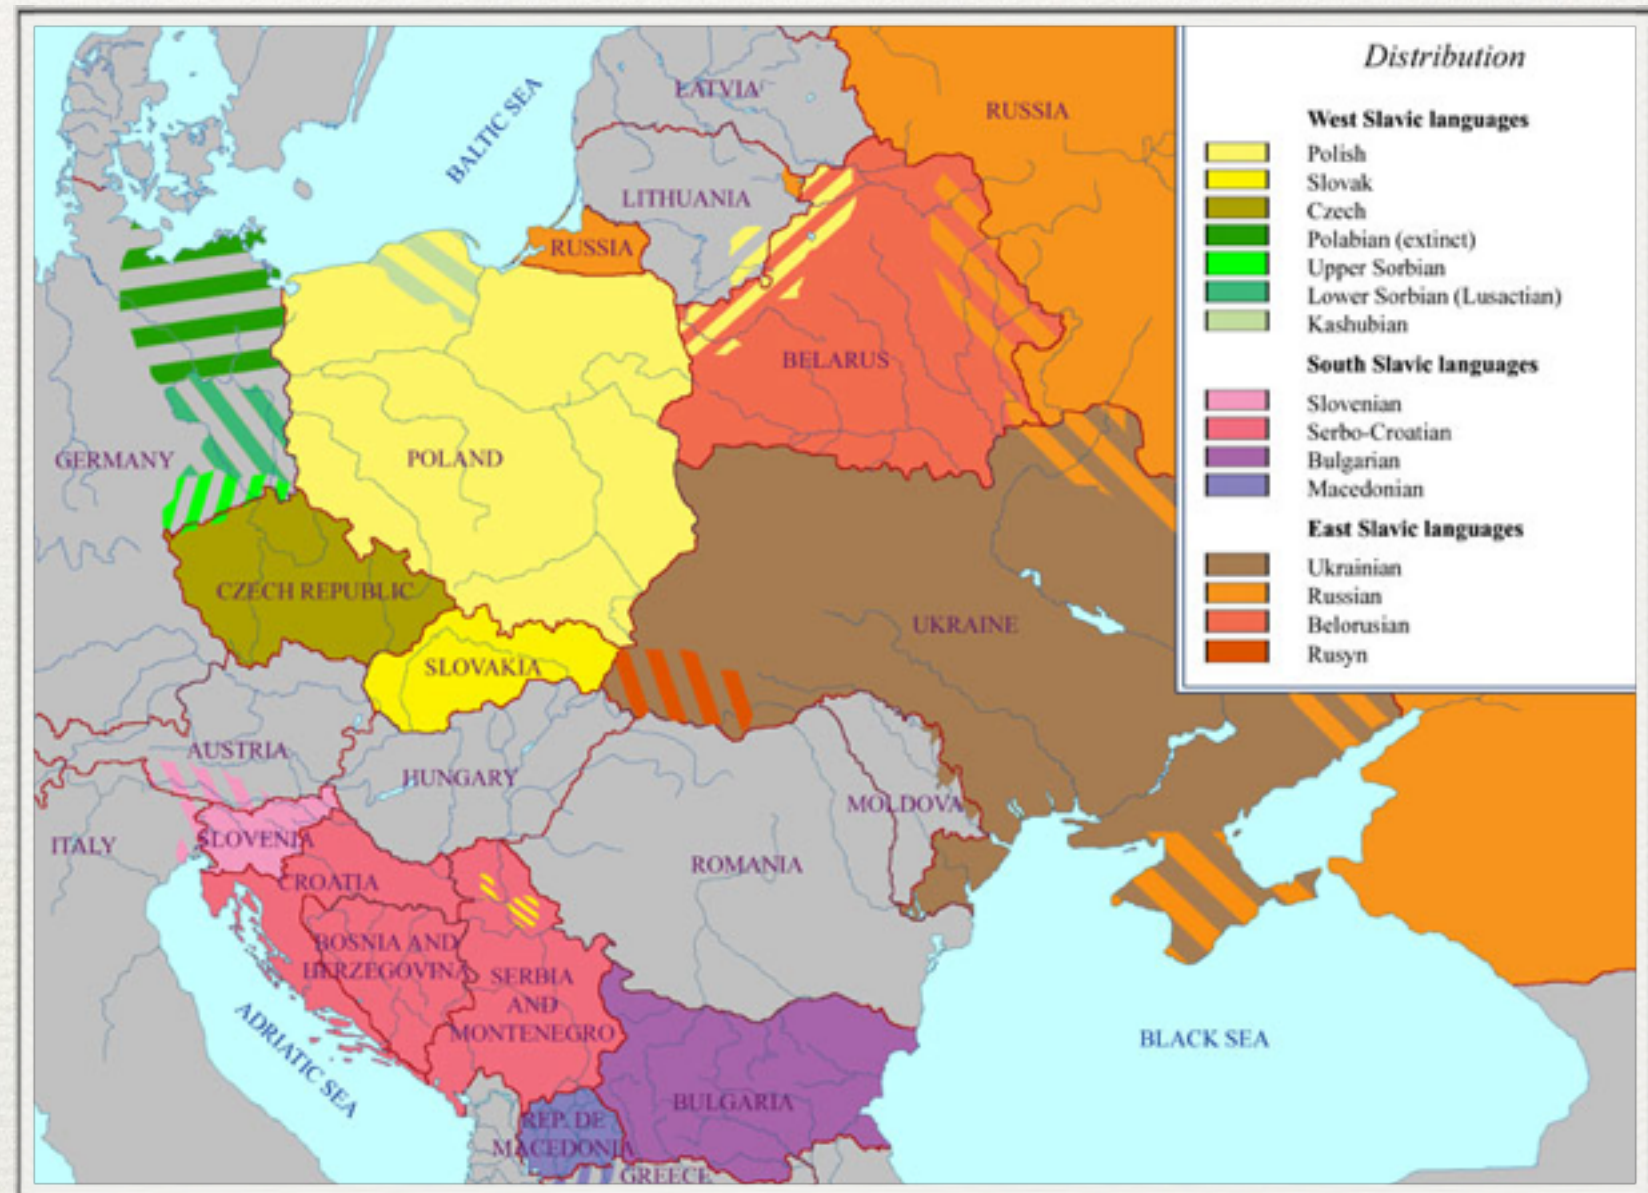 Distribution
West Slavic languages
Polish
Slovak
Czech
Polabian (extinct)
Upper Sorbian
Lower Sorbian (Lusactian)
Kashubian
South Slavic languages
Slovenian
Serbo-Croatian
Bulgarian
Macedonian
East Slavic languages
Ukrainian
Russian
Belorusian
Rusyn
LATVIA
RUSSIA
BALTIC SEA
LITHUANIA
RUSSIA
BELARUS
GERMANY
POLAND
CZECH REPUBLIC
UKRAINE
SLOVAKIA
AUSTRIA
HUNGARY
MOLDOVA
ITALY
SLOVENIA
ROMANIA
CROATIA
BOSNIA AND
HERZEGOVINA
SERBIA
AND
MONTENEGRO
ADRIATIC SEA
BLACK SEA
BULGARIA
REP. DE
MACEDONIA
GREECE